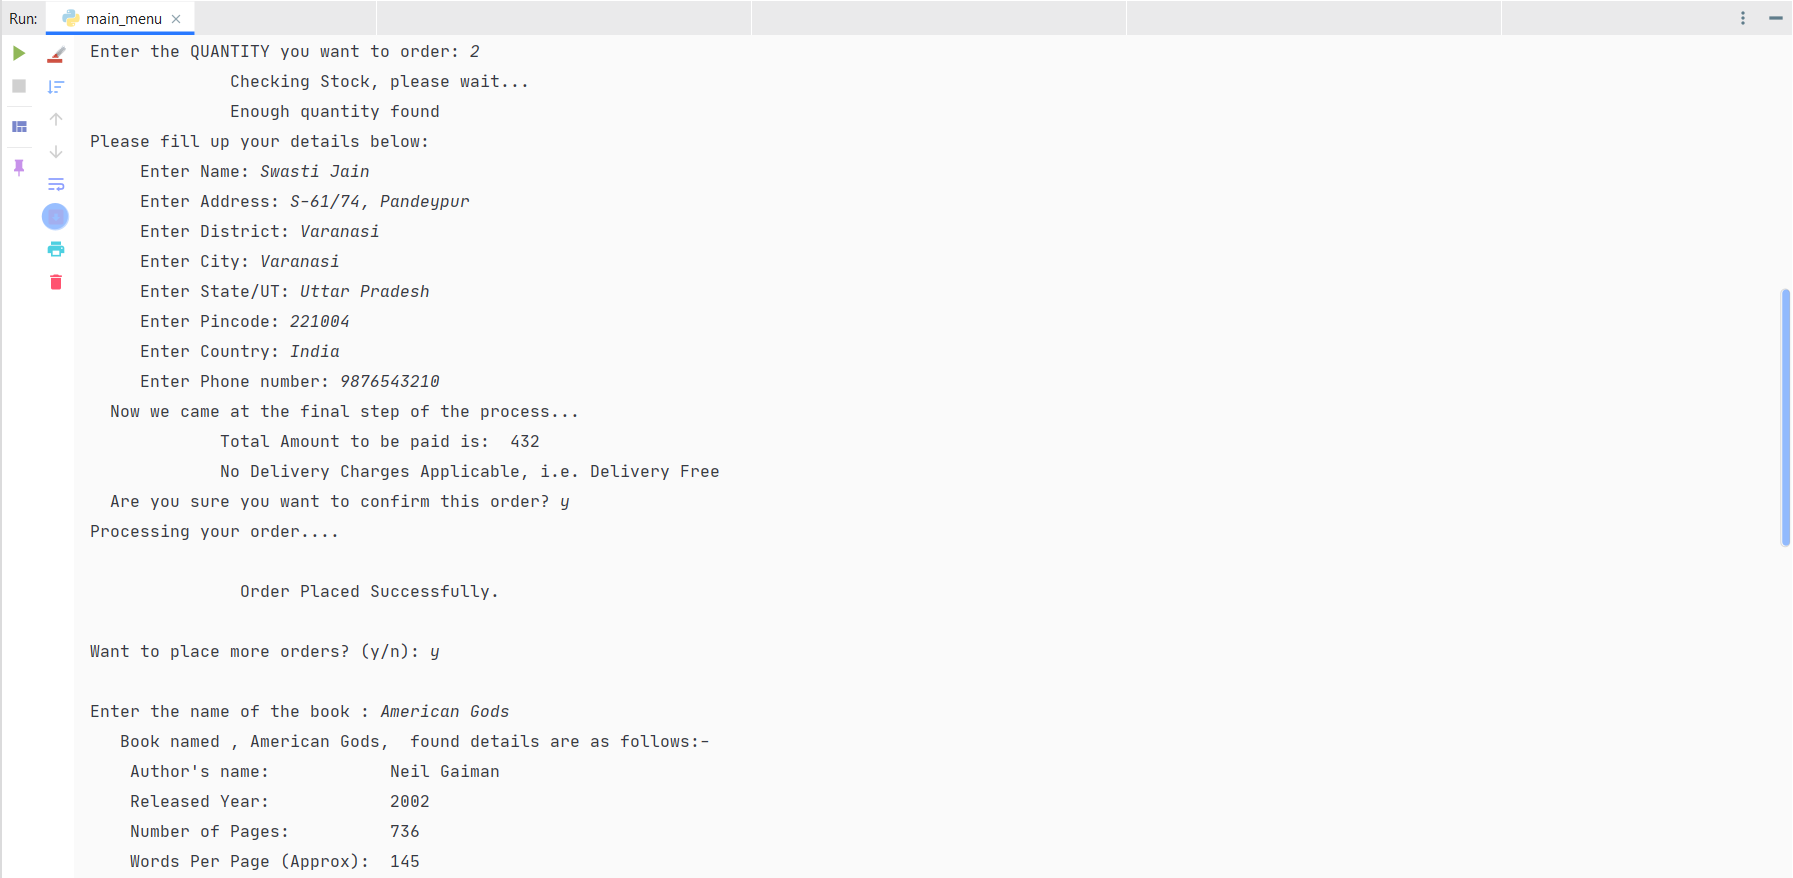 Run: main_menu
Enter the QUANTITY you want to order: 2
Checking Stock, please wait...
Enough quantity found
Please fill up your details below:
Enter Name: Swasti Jain
Enter Address: S-61/74, Pandeypur
Enter District: Varanasi
Enter City: Varanasi
Enter State/UT: Uttar Pradesh
Enter Pincode: 221004
Enter Country: India
Enter Phone number: 9876543210
Now we came at the final step of the process...
Total Amount to be paid is:  432
No Delivery Charges Applicable, i.e. Delivery Free
Are you sure you want to confirm this order? y
Processing your order....
Order Placed Successfully.
Want to place more orders? (y/n): y
Enter the name of the book : American Gods
Book named , American Gods,  found details are as follows:-
Author's name:            Neil Gaiman
Released Year:            2002
Number of Pages:          736
Words Per Page (Approx):  145